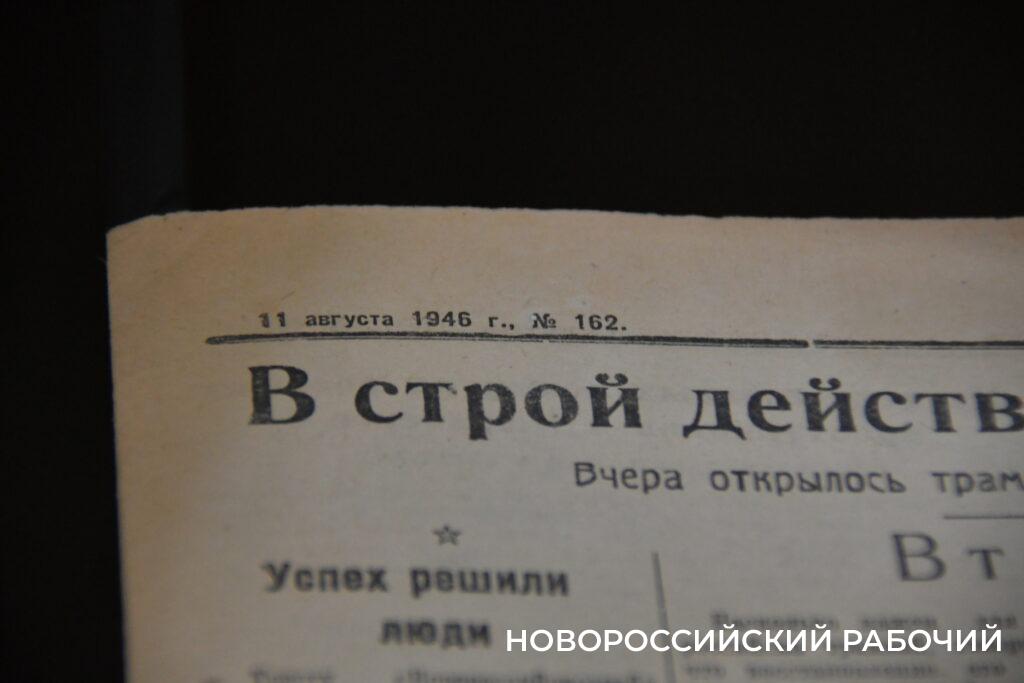 11 августа 1946 г., № 162.
В строй действ
Вчера открылось трам
В т
☆
Успех решили
люди
НОВОРОССИЙСКИЙ РАБОЧИЙ